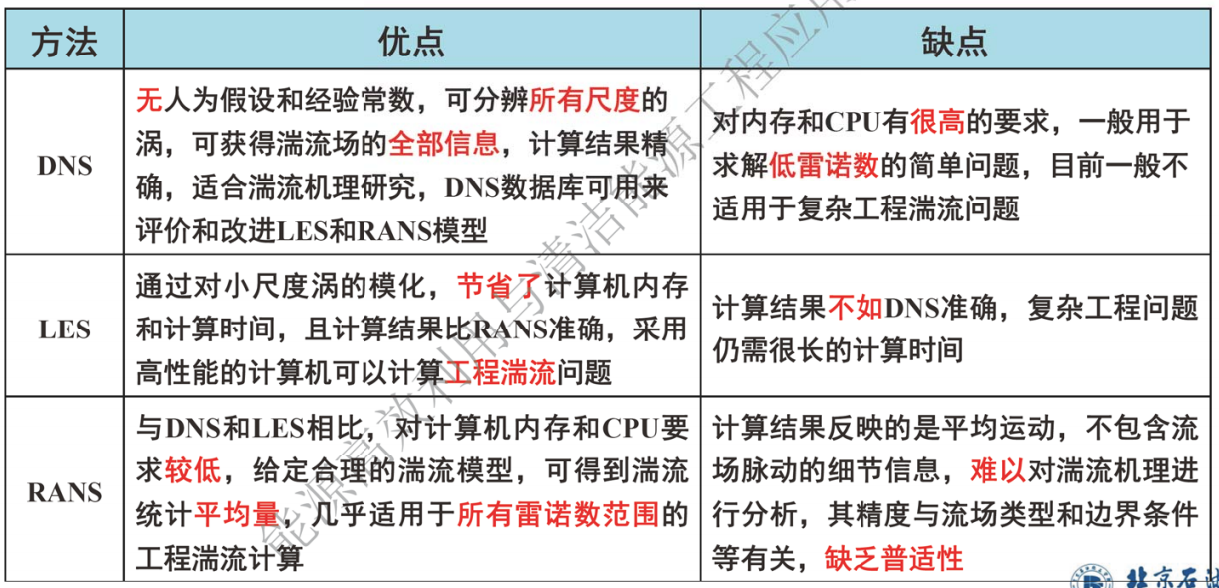 方法 优点 缺点
无人为假设和经验常数，可分辨所有尺度的
涡，可获得湍流场的全部信息，计算结果精
确，适合湍流机理研究，DNS数据库可用来
评价和改进LES和RANS模型
DNS
对内存和CPU有很高的要求，一般用于
求解低雷诺数的简单问题，目前一般不
适用于复杂工程湍流问题
LES
通过对小尺度涡的模化，节省了计算机内存
和计算时间，且计算结果比RANS准确，采用
高性能的计算机可以计算工程湍流问题
计算结果不如DNS准确，复杂工程问题
仍需很长的计算时间
RANS
与DNS和LES相比，对计算机内存和CPU要
求较低，给定合理的湍流模型，可得到湍流
统计平均量，几乎适用于所有雷诺数范围的
工程湍流计算
计算结果反映的是平均运动，不包含流
场脉动的细节信息，难以对湍流机理进
行分析，其精度与流场类型和边界条件
等有关，缺乏普适性
能源高效利用与清洁能源工程应用
北京石油